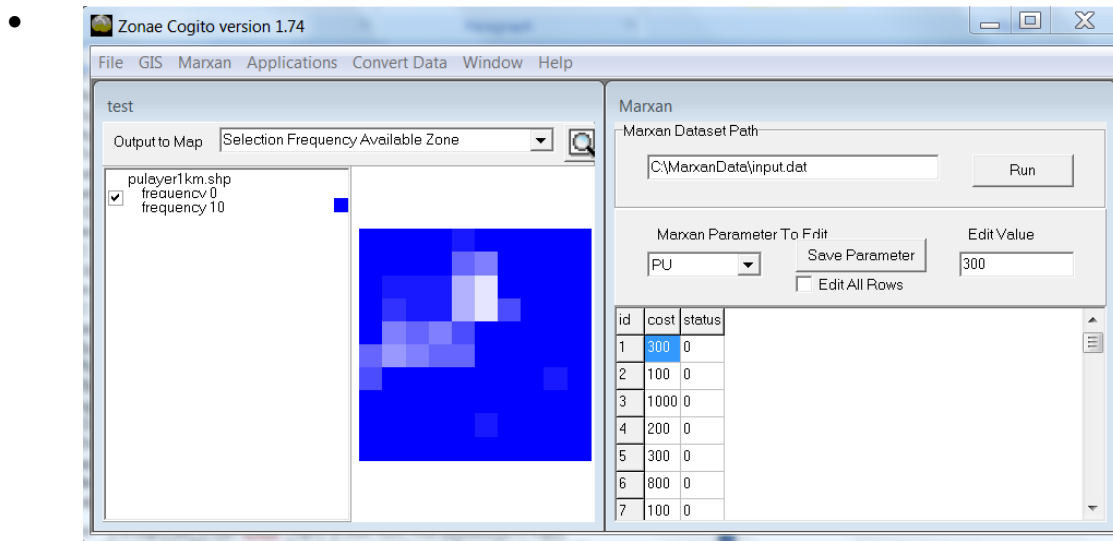 Zonae Cogito version 1.74
File GIS Marxan Applications Convert Data Window Help
test
Output to Map Selection Frequency Available Zone
pulayer1km.shp
frequency 0
frequency 10
Marxan
Marxan Dataset Path
C:\MarxanData\input.dat
Run
Marxan Parameter To Edit
Edit Value
PU
Save Parameter
300
Edit All Rows
id cost status
1 300 0
2 100 0
3 1000 0
4 200 0
5 300 0
6 800 0
7 100 0